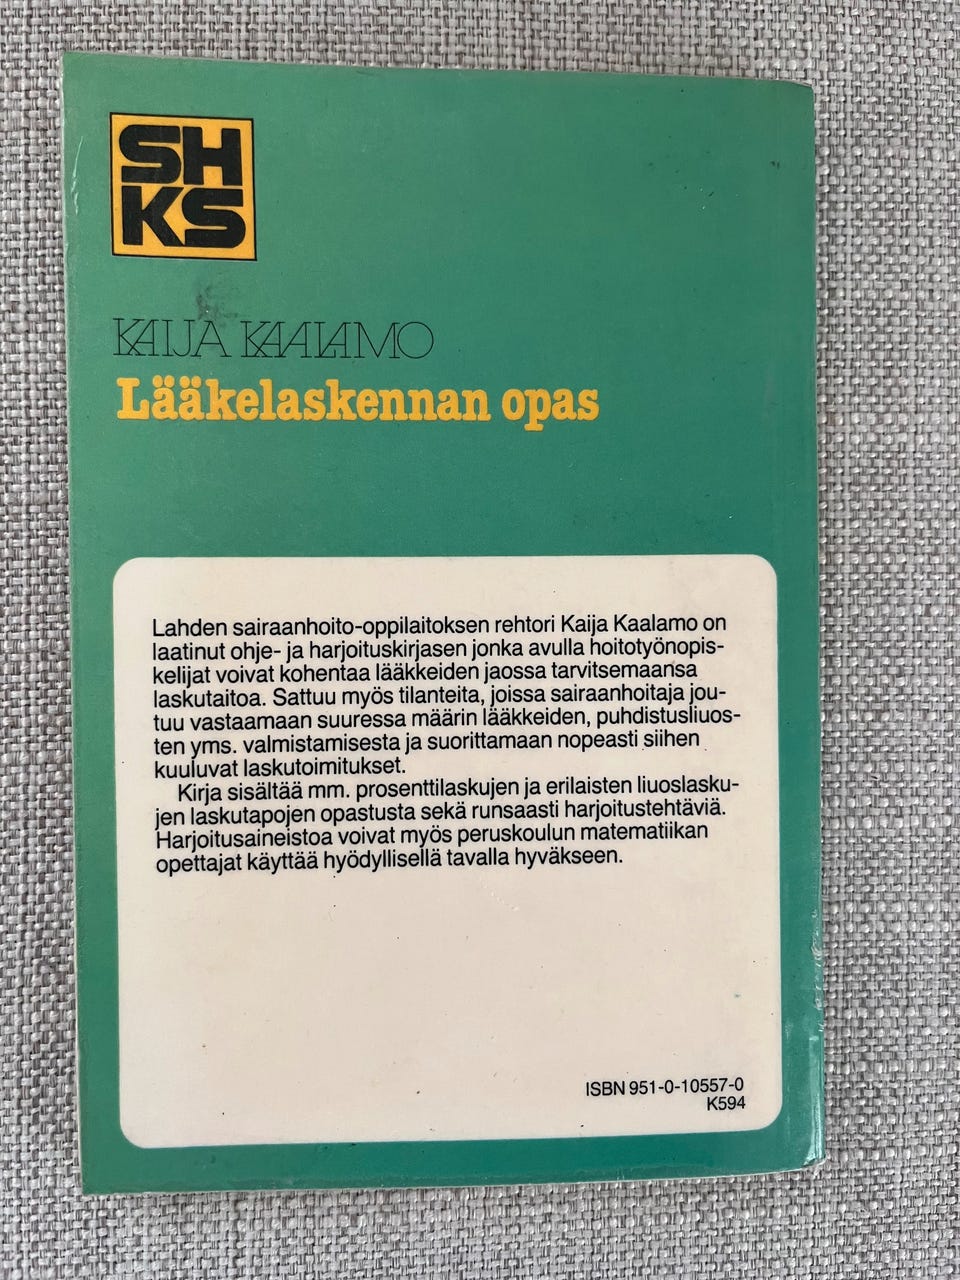 SH
KS
KAIJA KAALAMO
Lääkelaskennan opas
Lahden sairaanhoito-oppilaitoksen rehtori Kaija Kaalamo on
laatinut ohje- ja harjoituskirjasen jonka avulla hoitotyönopis-
kelijat voivat kohentaa lääkkeiden jaossa tarvitsemaansa
laskutaitoa. Sattuu myös tilanteita, joissa sairaanhoitaja jou-
tuu vastaamaan suuressa määrin lääkkeiden, puhdistusliuos-
ten yms. valmistamisesta ja suorittamaan nopeasti siihen
kuuluvat laskutoimitukset.
Kirja sisältää mm. prosenttilaskujen ja erilaisten liuoslasku-
jen laskutapojen opastusta sekä runsaasti harjoitustehtäviä.
Harjoitusaineistoa voivat myös peruskoulun matematiikan
opettajat käyttää hyödyllisellä tavalla hyväkseen.
ISBN 951-0-10557-0
K594